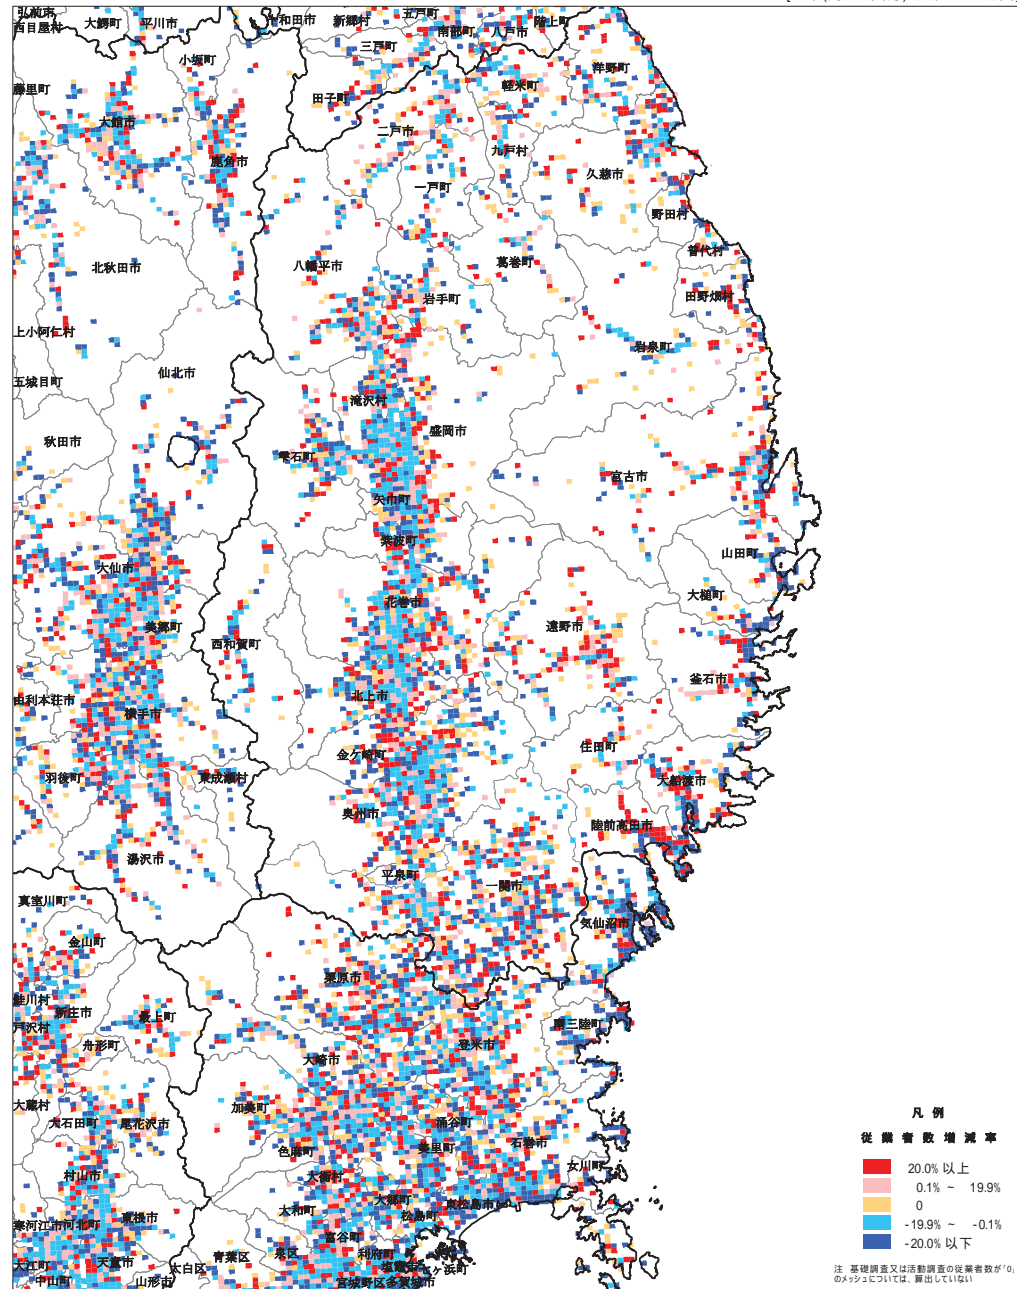 弘前市
西目屋村
大鰐町
平川市
十和田市
新郷村
五戸町
南部町
八戸市
階上町
三戸町
小坂町
洋野町
藤里町
田子町
軽米町
大館市
二戸市
九戸村
鹿角市
久慈市
一戸町
野田村
普代村
北秋田市
八幡平市
葛巻町
岩手町
田野畑村
上小阿仁村
岩泉町
五城目町
仙北市
滝沢村
秋田市
盛岡市
雫石町
宮古市
矢巾町
紫波町
山田町
大仙市
大槌町
花巻市
美郷町
遠野市
西和賀町
釜石市
由利本荘市
北上市
横手市
住田町
金ケ崎町
羽後町
東成瀬村
大船渡市
奥州市
陸前高田市
湯沢市
平泉町
一関市
真室川町
気仙沼市
金山町
栗原市
鮭川村
新庄市
最上町
戸沢村
南三陸町
舟形町
登米市
大崎市
大蔵村
加美町
大石田町
尾花沢市
涌谷町
色麻町
美里町
石巻市
村山市
大衡村
女川町
大郷町
東松島市
大和町
松島町
寒河江市
河北町
東根市
富谷町
青葉区
泉区
利府町
大江町
天童市
太白区
塩竈市
七ヶ浜町
中山町
山形市
宮城野区
多賀城市
凡 例
従 業 者 数 増 減 率
20.0% 以上
0.1% ~ 19.9%
0
-19.9% ~ -0.1%
-20.0% 以下
注 基礎調査又は活動調査の従業者数が「0」
のメッシュについては、算出していない